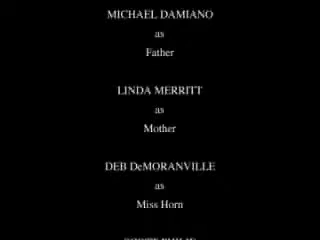 MICHAEL DAMIANO
as
Father
LINDA MERRITT
as
Mother
DEB DeMORANVILLE
as
Miss Horn